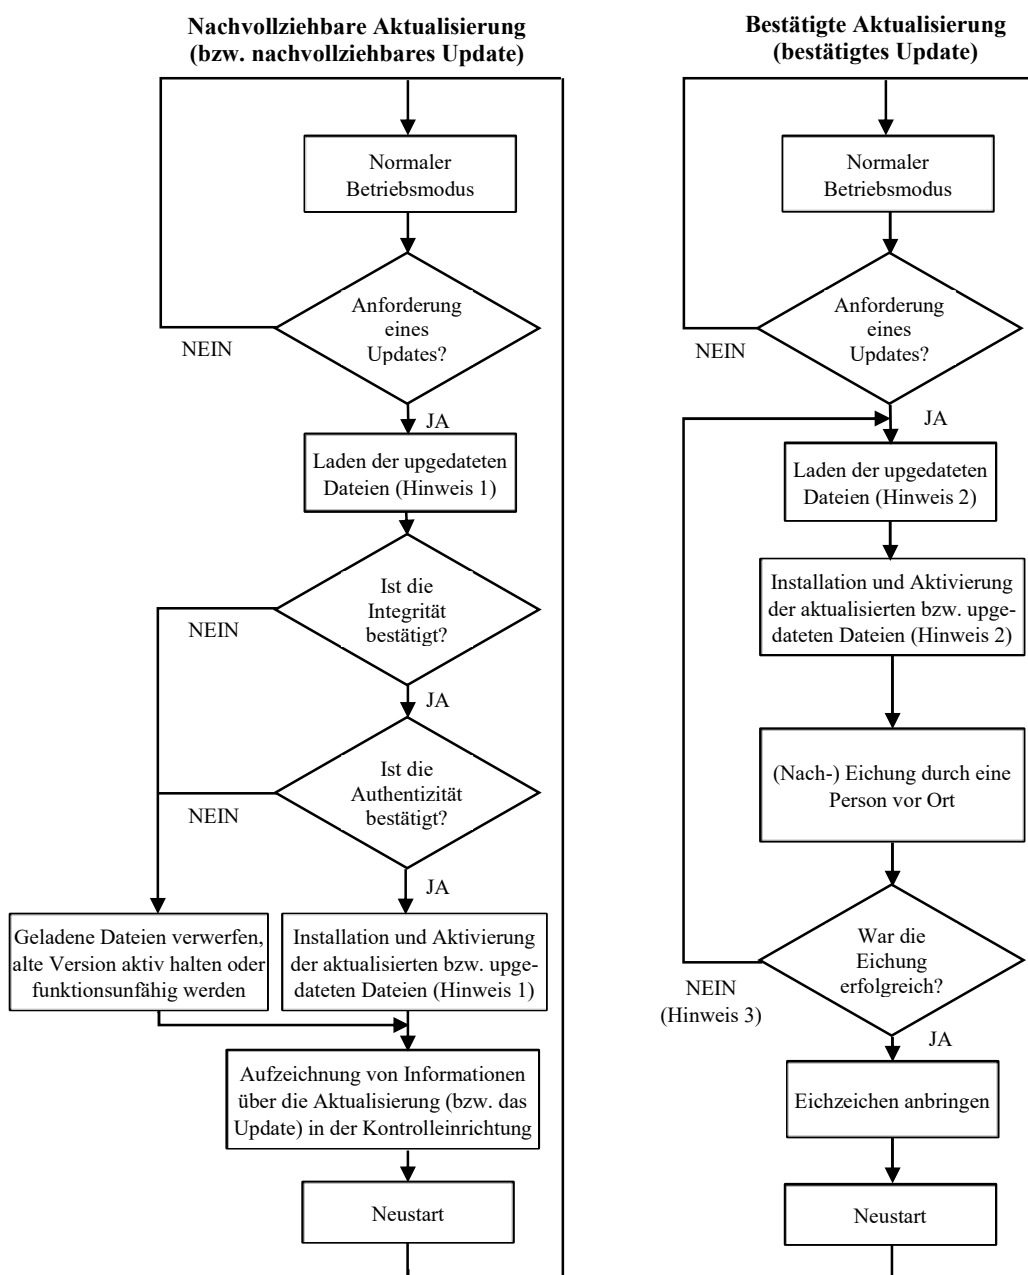 Nachvollziehbare Aktualisierung
(bzw. nachvollziehbares Update)
Normaler
Betriebsmodus
Anforderung
eines
Updates?
NEIN
JA
Laden der upgedateten
Dateien (Hinweis 1)
Ist die
Integrität
bestätigt?
NEIN
JA
Ist die
Authentizität
bestätigt?
NEIN
JA
Geladene Dateien verwerfen,
alte Version aktiv halten oder
funktionsunfähig werden
Installation und Aktivierung
der aktualisierten bzw. upge-
dateten Dateien (Hinweis 1)
Aufzeichnung von Informationen
über die Aktualisierung (bzw. das
Update) in der Kontrolleinrichtung
Neustart
Bestätigte Aktualisierung
(bestätigtes Update)
Normaler
Betriebsmodus
Anforderung
eines
Updates?
NEIN
JA
Laden der upgedateten
Dateien (Hinweis 2)
Installation und Aktivierung
der aktualisierten bzw. upge-
dateten Dateien (Hinweis 2)
(Nach-) Eichung durch eine
Person vor Ort
War die
Eichung
erfolgreich?
NEIN
(Hinweis 3)
JA
Eichzeichen anbringen
Neustart